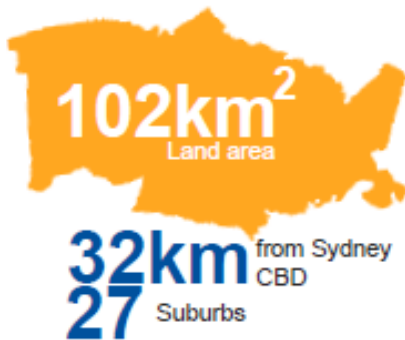 102km²
Land area
32km from Sydney
CBD
27 Suburbs